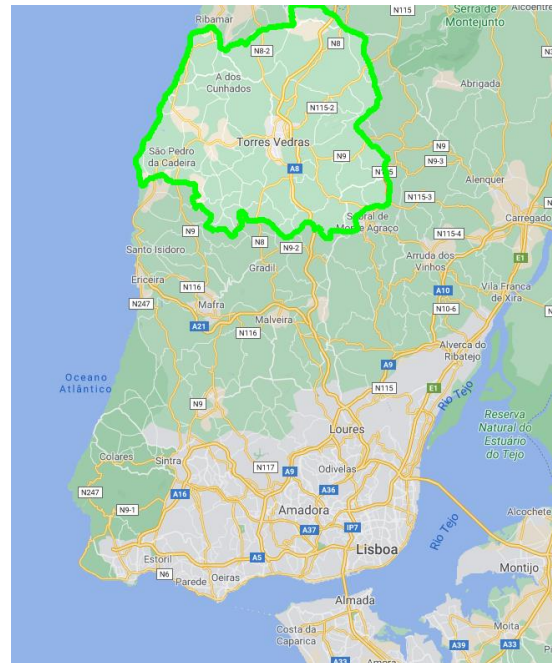 Ribamar
N115
Serra de
Montejunto
Alcoentre
N8-2
N8
A dos
Cunhados
Abrigada
N115-2
Torres Vedras
N9
São Pedro
da Cadeira
N9
N9-3
A8
Alenquer
N115-3
Carregado
Sobral de
Monte Agraço
N9
N8
N9-2
N115-4
Santo Isidoro
Gradil
Arruda dos
Vinhos
E1
Ericeira
N116
A10
Vila Franca
de Xira
N247
Mafra
Malveira
N10-6
A21
N116
Alverca do
Ribatejo
A9
Oceano
Atlântico
N115
E1
Rio Tejo
N9
Reserva
Natural do
Estuário
do Tejo
Loures
Colares
Sintra
N117
A9
Odivelas
N247
A16
A36
N9-1
Amadora
Alcochete
A37
IP7
Rio Tejo
Lisboa
Estoril
A5
N6
Oeiras
Parede
Montijo
Almada
Costa da
Caparica
Moita
A39
A33
A33
Amora